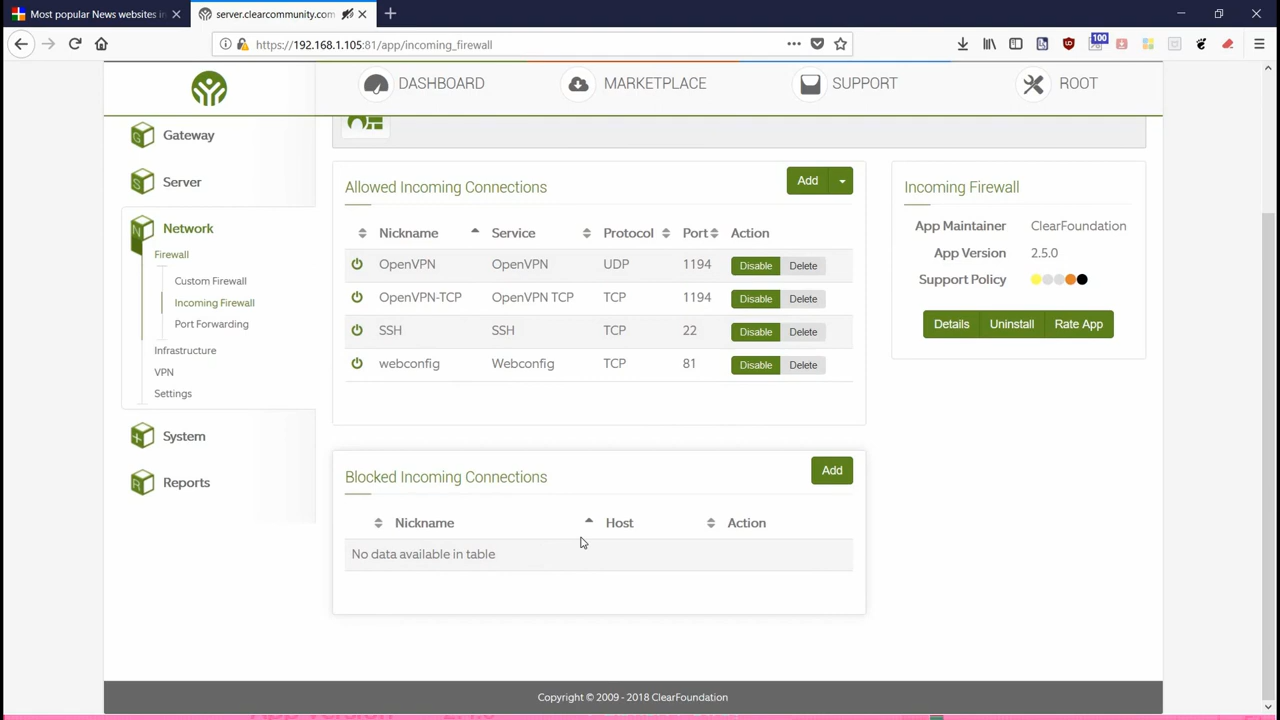 Most popular News websites in
server.clearcommunity.com
100
https://192.168.1.105:81/app/incoming_firewall
DASHBOARD
MARKETPLACE
SUPPORT
ROOT
Gateway
Server
Network
Firewall
Custom Firewall
Incoming Firewall
Port Forwarding
Infrastructure
VPN
Settings
System
Reports
Allowed Incoming Connections
Add
Nickname Service Protocol Port Action
OpenVPN OpenVPN UDP 1194 Disable Delete
OpenVPN-TCP OpenVPN TCP TCP 1194 Disable Delete
SSH SSH TCP 22 Disable Delete
webconfig Webconfig TCP 81 Disable Delete
Incoming Firewall
App Maintainer ClearFoundation
App Version 2.5.0
Support Policy
Details Uninstall Rate App
Blocked Incoming Connections
Add
Nickname Host Action
No data available in table
Copyright © 2009 - 2018 ClearFoundation